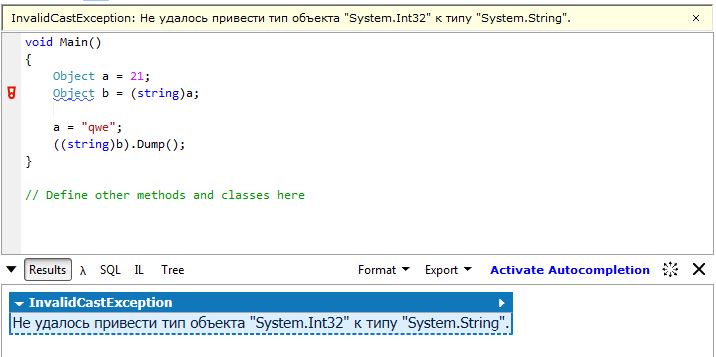 InvalidCastException: Не удалось привести тип объекта "System.Int32" к типу "System.String".
void Main()
{
    Object a = 21;
    Object b = (string)a;

    a = "qwe";
    ((string)b).Dump();
}

// Define other methods and classes here
Results λ SQL IL Tree Format Export Activate Autocompletion
InvalidCastException
Не удалось привести тип объекта "System.Int32" к типу "System.String".